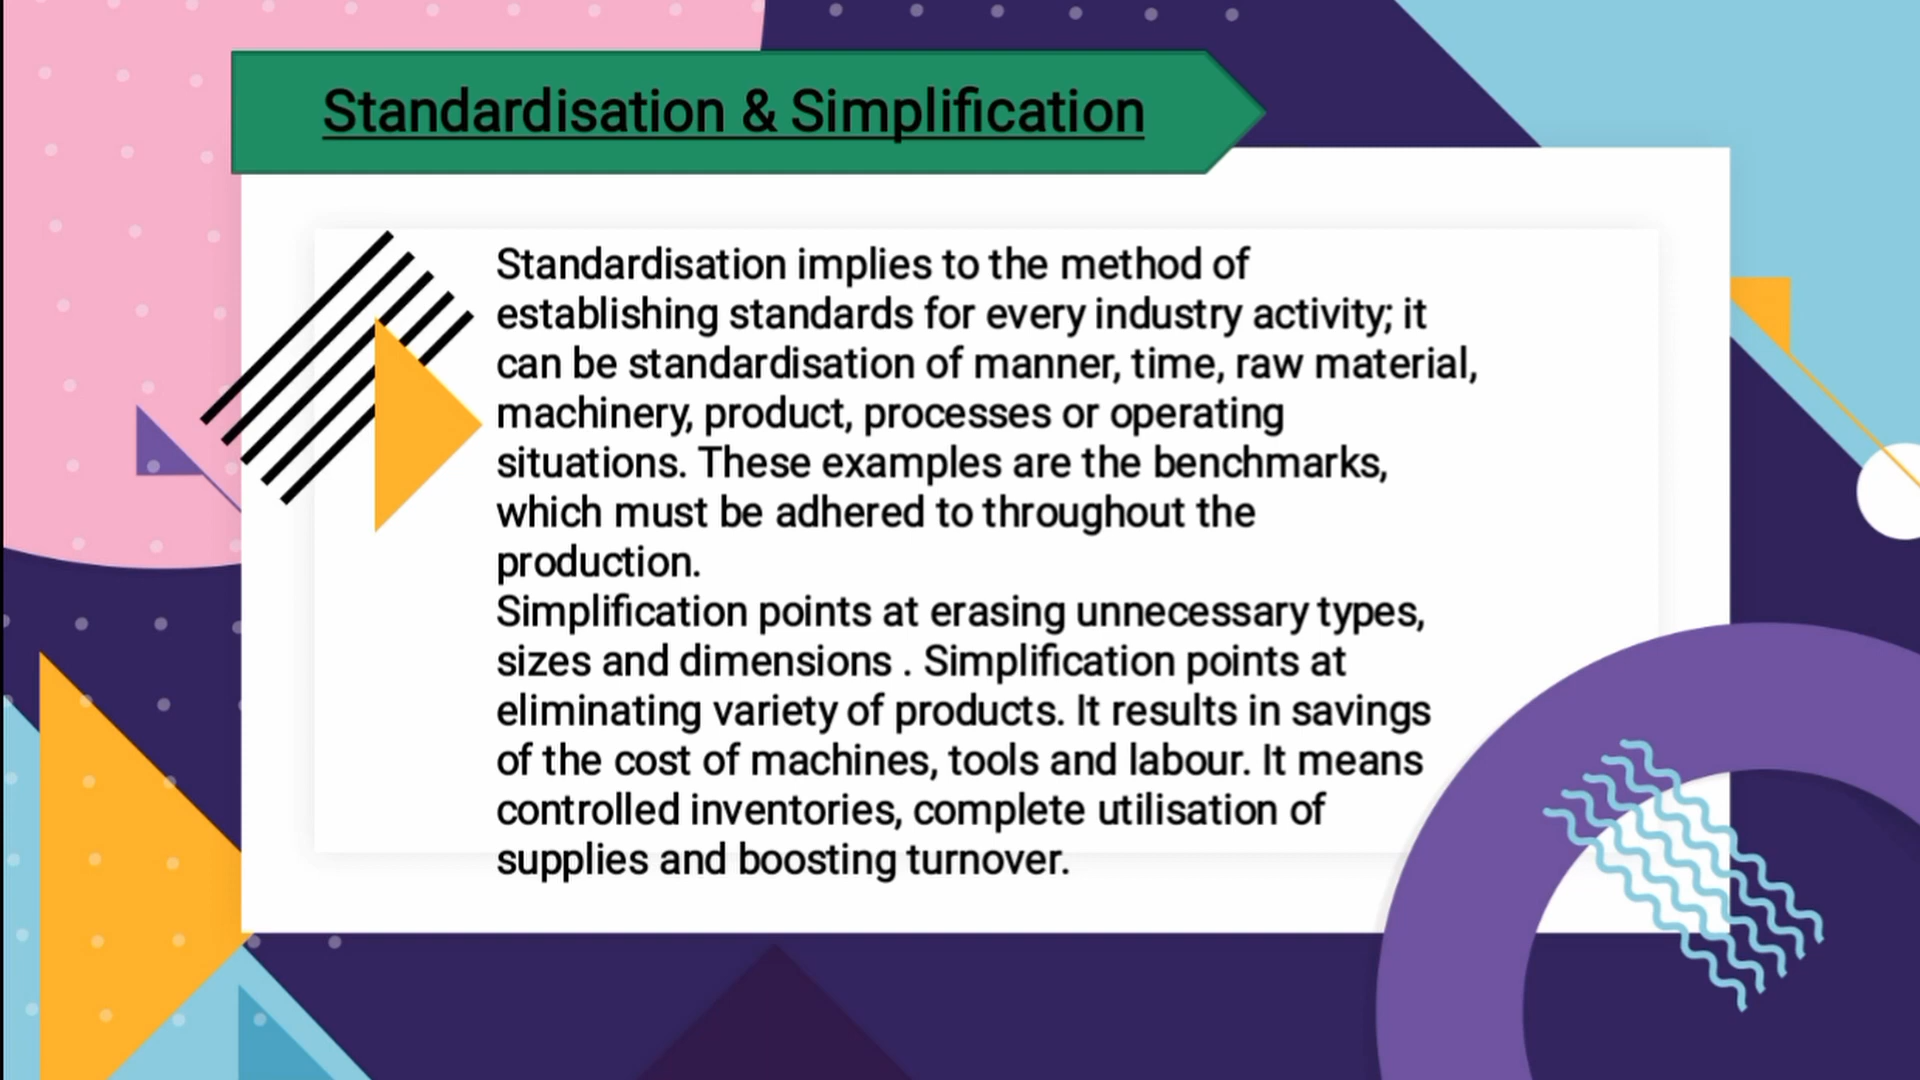 Standardisation & Simplification
Standardisation implies to the method of
establishing standards for every industry activity; it
can be standardisation of manner, time, raw material,
machinery, product, processes or operating
situations. These examples are the benchmarks,
which must be adhered to throughout the
production.
Simplification points at erasing unnecessary types,
sizes and dimensions . Simplification points at
eliminating variety of products. It results in savings
of the cost of machines, tools and labour. It means
controlled inventories, complete utilisation of
supplies and boosting turnover.